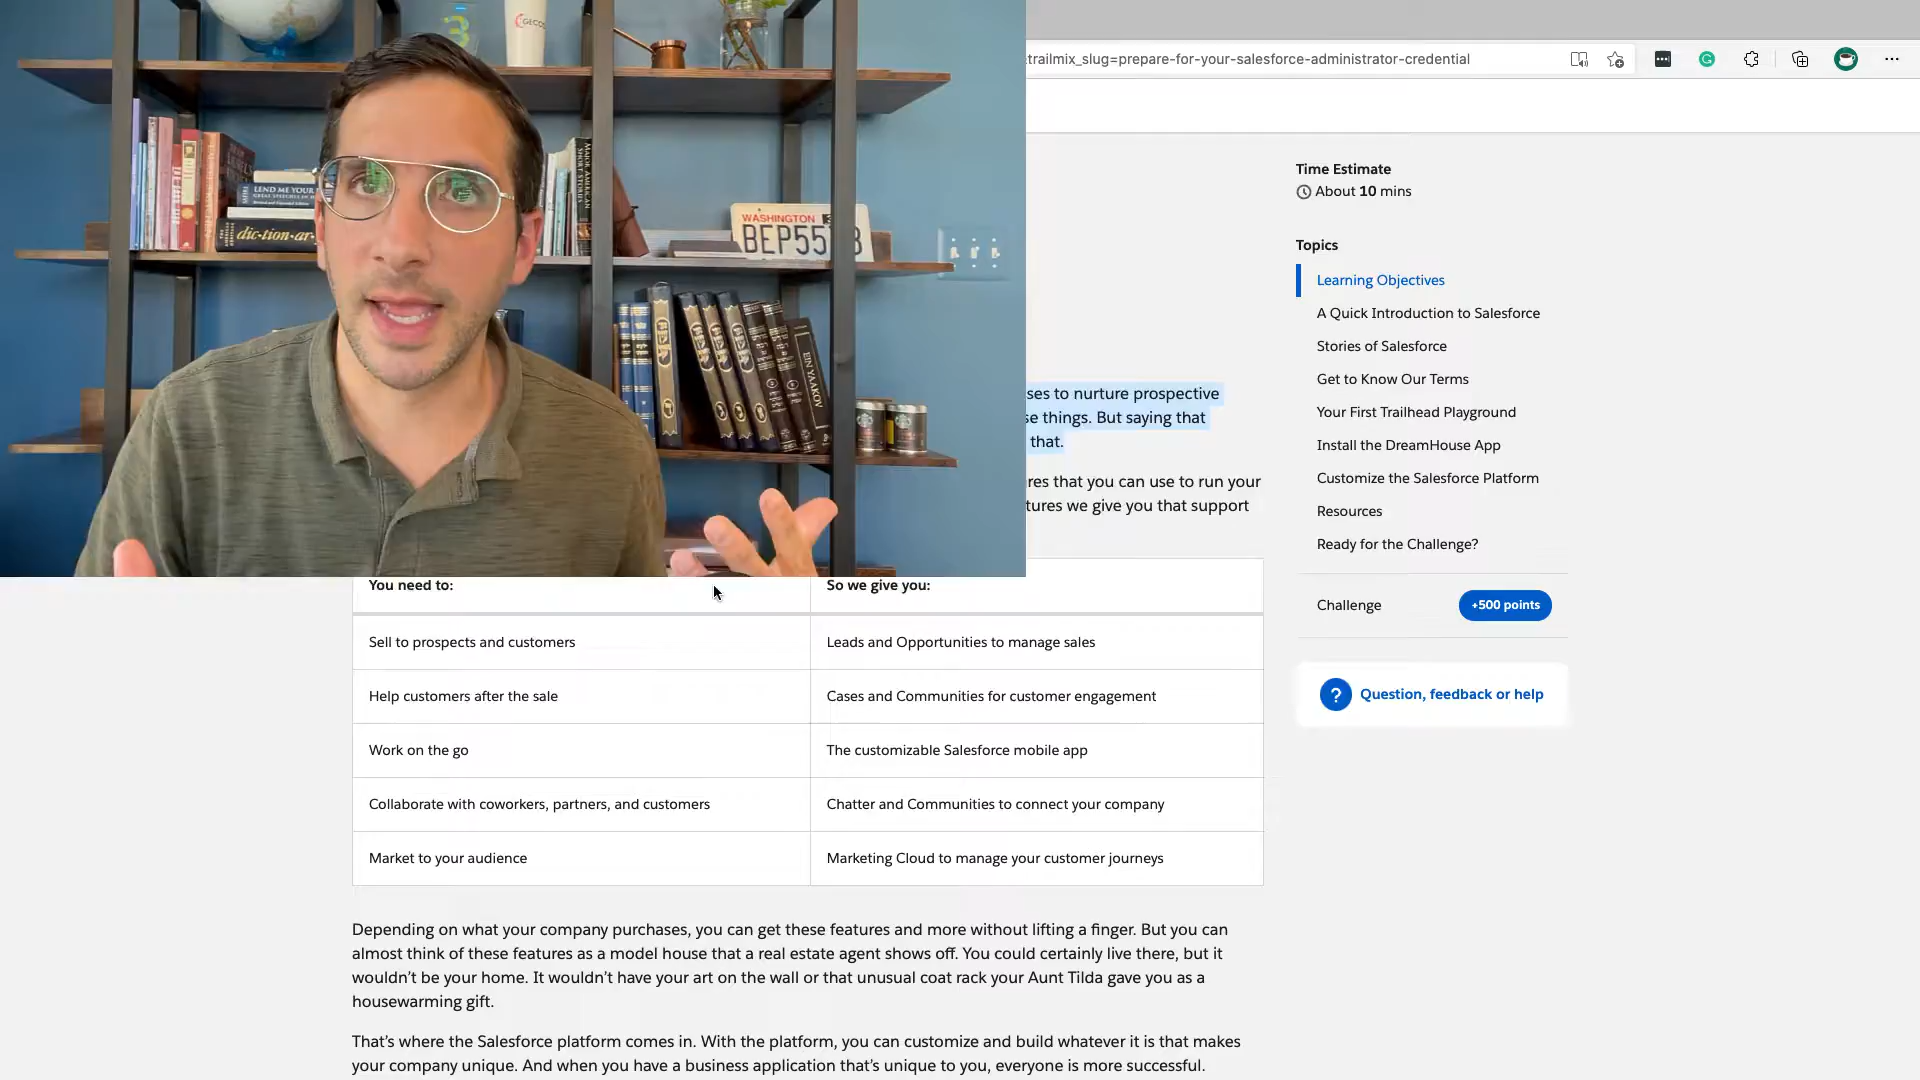 GECO
LEND ME YOUR
GREAT SPEECHES
dic·tion·ar
MAJOR AMERICAN
SHORT STORIES
WASHINGTON
BEP55 3
EIN YAAKOV
trailmix_slug=prepare-for-your-salesforce-administrator-credential
Time Estimate
About 10 mins
Topics
Learning Objectives
A Quick Introduction to Salesforce
Stories of Salesforce
Get to Know Our Terms
Your First Trailhead Playground
Install the DreamHouse App
Customize the Salesforce Platform
Resources
Ready for the Challenge?
Challenge
+500 points
? Question, feedback or help
ses to nurture prospective
se things. But saying that
that.
res that you can use to run your
tures we give you that support
You need to: So we give you:
Sell to prospects and customers Leads and Opportunities to manage sales
Help customers after the sale Cases and Communities for customer engagement
Work on the go The customizable Salesforce mobile app
Collaborate with coworkers, partners, and customers Chatter and Communities to connect your company
Market to your audience Marketing Cloud to manage your customer journeys
Depending on what your company purchases, you can get these features and more without lifting a finger. But you can
almost think of these features as a model house that a real estate agent shows off. You could certainly live there, but it
wouldn’t be your home. It wouldn’t have your art on the wall or that unusual coat rack your Aunt Tilda gave you as a
housewarming gift.
That’s where the Salesforce platform comes in. With the platform, you can customize and build whatever it is that makes
your company unique. And when you have a business application that’s unique to you, everyone is more successful.